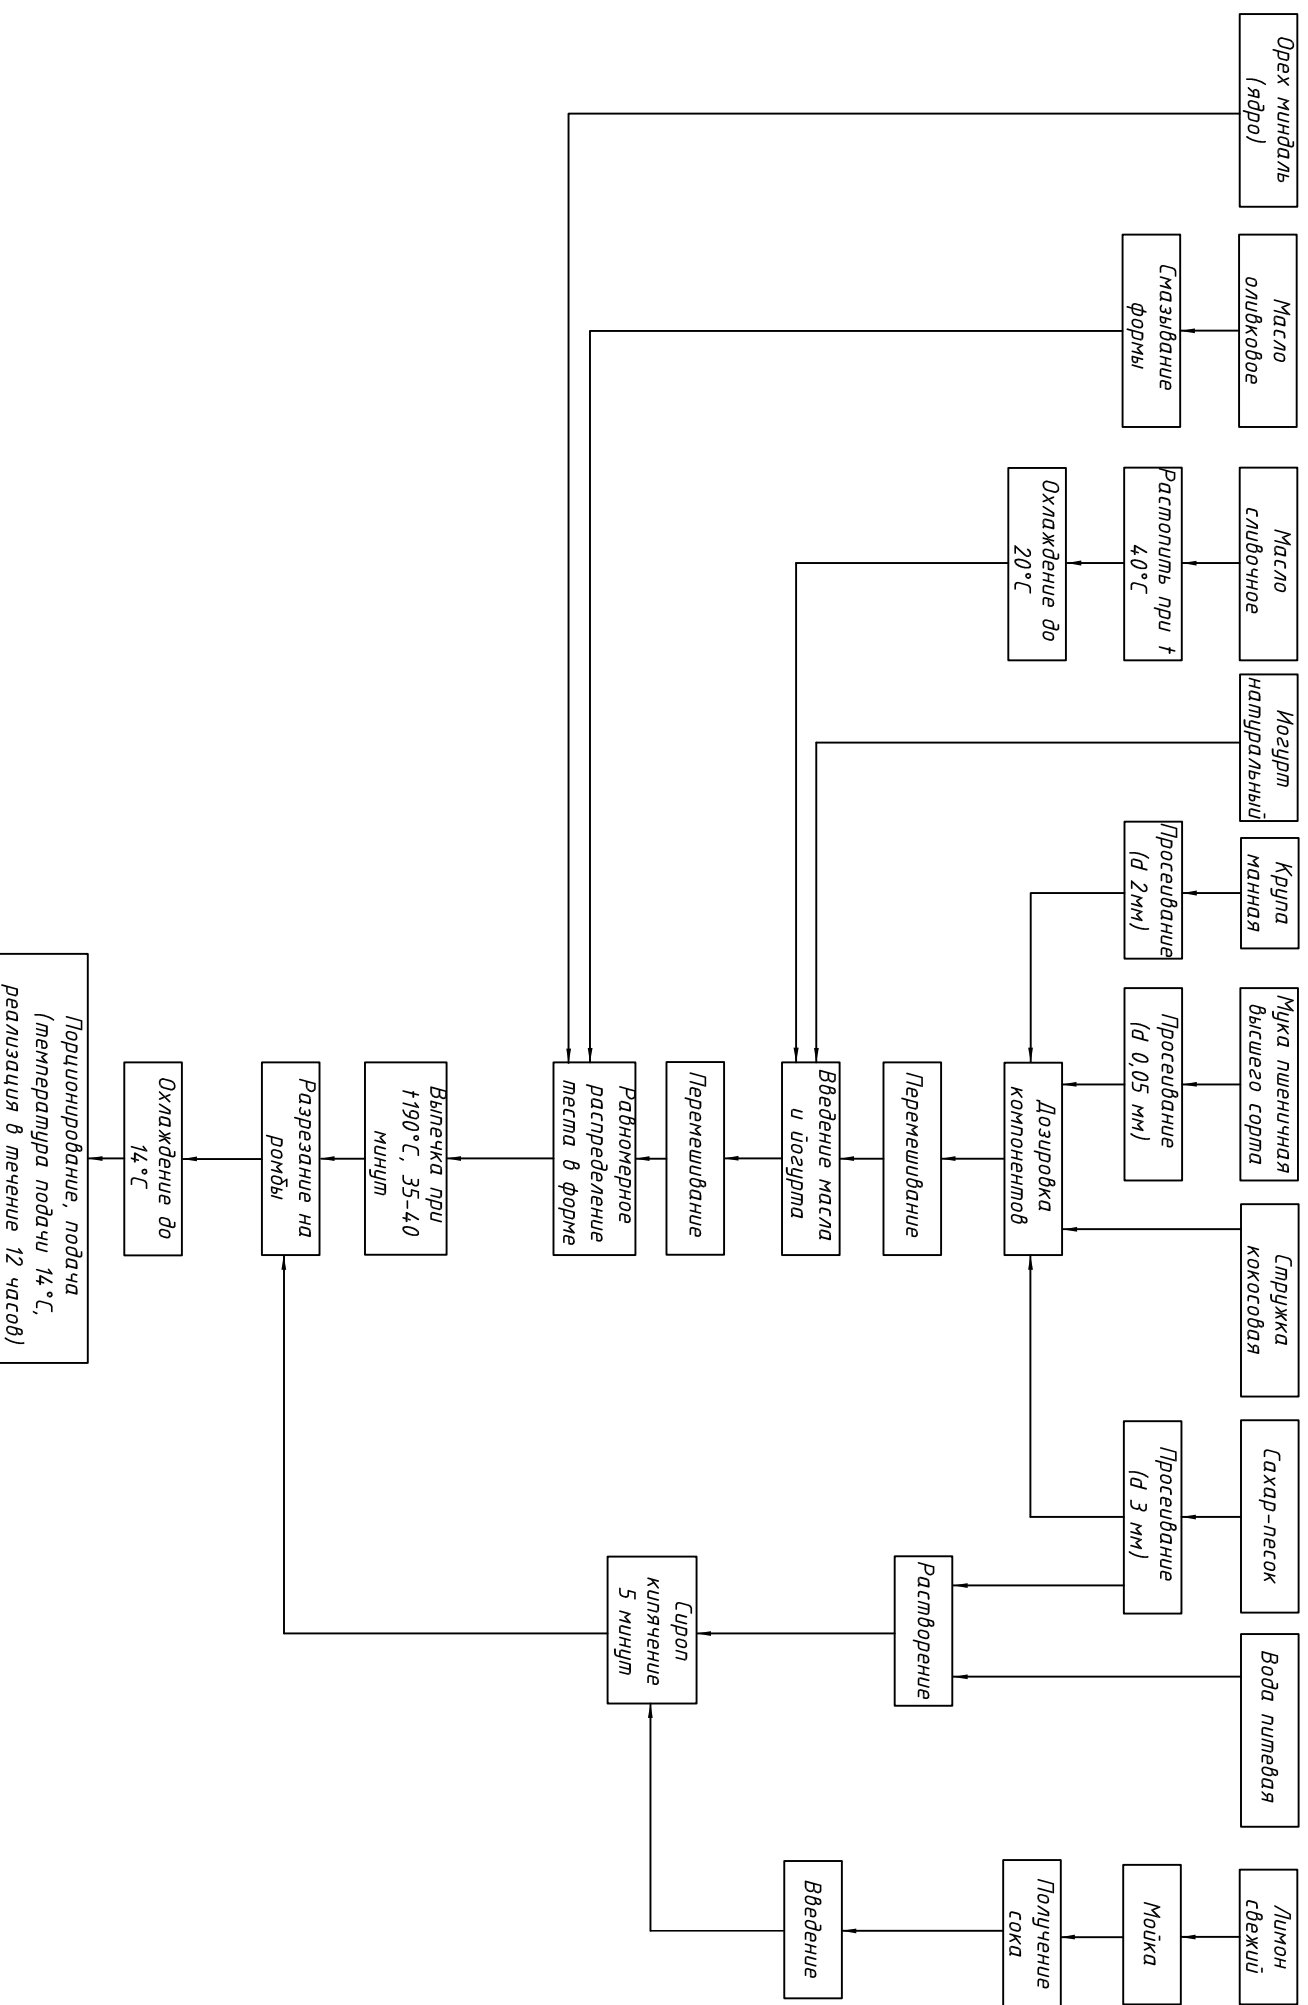 Орех миндаль
(ядро)
Масло
оливковое
Масло
сливочное
Иогурт
натуральный
Крупа
манная
Мука пшеничная
высшего сорта
Стружка
кокосовая
Сахар-песок
Вода питевая
Лимон
свежий
Смазывание
формы
Растопить при t
40°C
Просеивание
(d 2мм)
Просеивание
(d 0,05 мм)
Просеивание
(d 3 мм)
Мойка
Охлаждение до
20°C
Дозировка
компонентов
Получение
сока
Перемешивание
Растворение
Введение масла
и йогурта
Введение
Перемешивание
Сироп
кипячение
5 минут
Равномерное
распределение
теста в форме
Выпечка при
t190°C, 35-40
минут
Разрезание на
ромбы
Охлаждение до
14°C
Порционирование, подача
(температура подачи 14°C,
реализация в течение 12 часов)